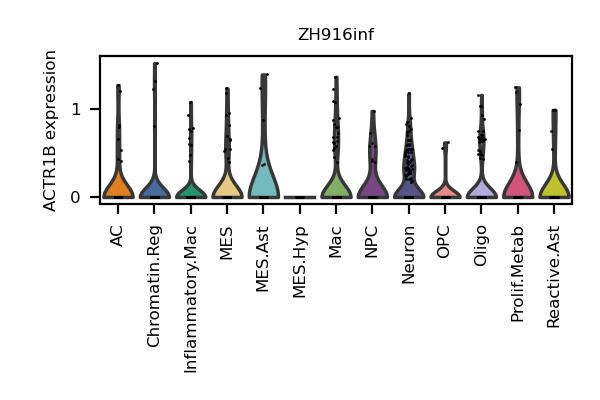 ZH916inf
ACTR1B expression
1
0
AC
Chromatin.Reg
Inflammatory.Mac
MES
MES.Ast
MES.Hyp
Mac
NPC
Neuron
OPC
Oligo
Prolif.Metab
Reactive.Ast